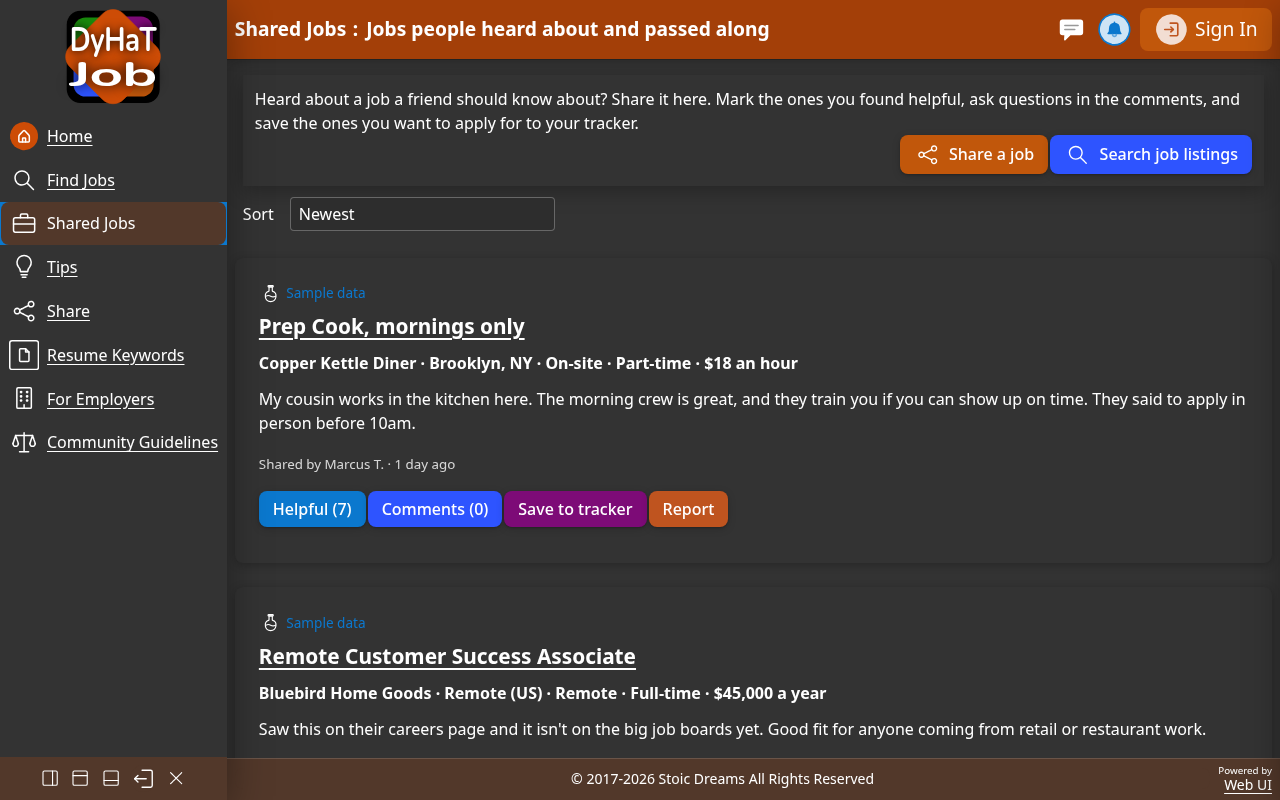 DyHaT
Job
Home
Find Jobs
Shared Jobs
Tips
Share
Resume Keywords
For Employers
Community Guidelines
Shared Jobs : Jobs people heard about and passed along
Sign In
Heard about a job a friend should know about? Share it here. Mark the ones you found helpful, ask questions in the comments, and
save the ones you want to apply for to your tracker.
Share a job
Search job listings
Sort
Newest
Sample data
Prep Cook, mornings only
Copper Kettle Diner · Brooklyn, NY · On-site · Part-time · $18 an hour
My cousin works in the kitchen here. The morning crew is great, and they train you if you can show up on time. They said to apply in
person before 10am.
Shared by Marcus T. · 1 day ago
Helpful (7)
Comments (0)
Save to tracker
Report
Sample data
Remote Customer Success Associate
Bluebird Home Goods · Remote (US) · Remote · Full-time · $45,000 a year
Saw this on their careers page and it isn't on the big job boards yet. Good fit for anyone coming from retail or restaurant work.
© 2017-2026 Stoic Dreams All Rights Reserved
Powered by
Web UI